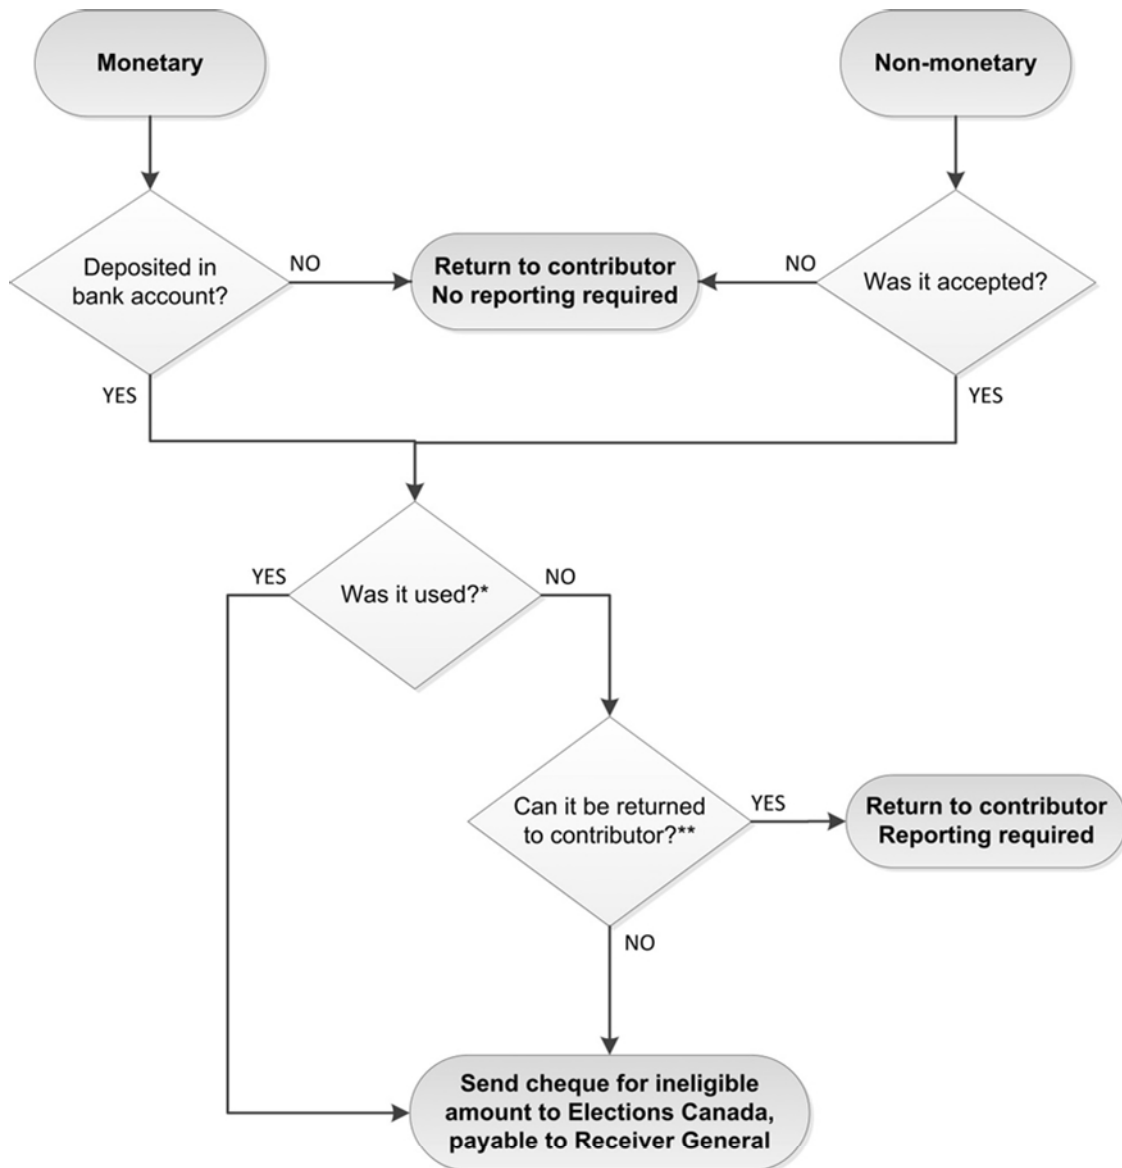 Monetary
Non-monetary
Deposited in
bank account?
NO
Return to contributor
No reporting required
NO
Was it accepted?
YES
YES
YES
Was it used?*
NO
Can it be returned
to contributor?**
YES
Return to contributor
Reporting required
NO
Send cheque for ineligible
amount to Elections Canada,
payable to Receiver General